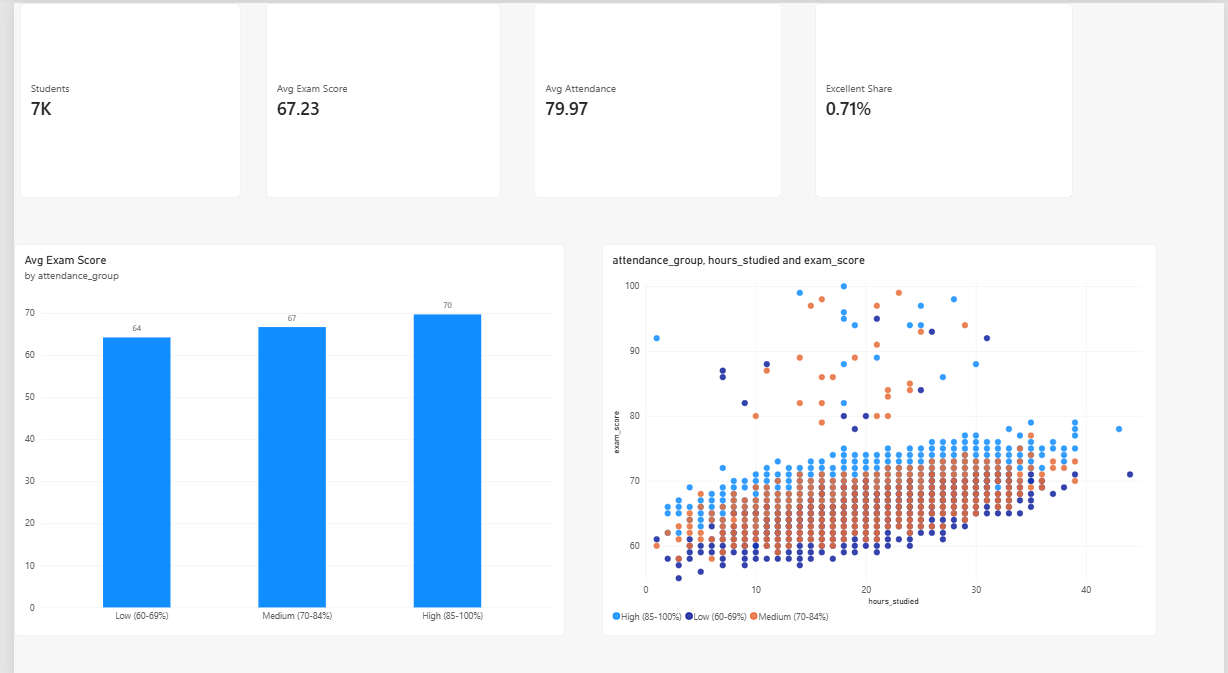 Students
7K
Avg Exam Score
67.23
Avg Attendance
79.97
Excellent Share
0.71%
Avg Exam Score
by attendance_group
70
60
50
40
30
20
10
0
64
67
70
Low (60-69%)
Medium (70-84%)
High (85-100%)
attendance_group, hours_studied and exam_score
exam_score
100
90
80
70
60
0
10
20
30
40
hours_studied
High (85-100%) Low (60-69%) Medium (70-84%)